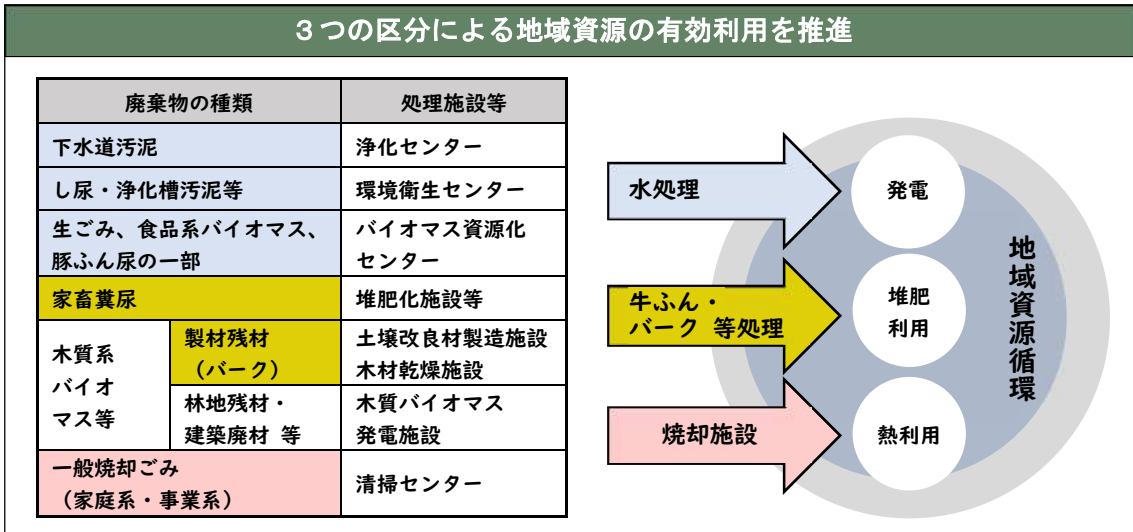 ３つの区分による地域資源の有効利用を推進
廃棄物の種類
処理施設等
下水道汚泥
浄化センター
し尿・浄化槽汚泥等
環境衛生センター
生ごみ、食品系バイオマス、
豚ふん尿の一部
バイオマス資源化
センター
家畜糞尿
堆肥化施設等
木質系
バイオ
マス等
製材残材
（バーク）
土壌改良材製造施設
木材乾燥施設
林地残材・
建築廃材 等
木質バイオマス
発電施設
一般焼却ごみ
（家庭系・事業系）
清掃センター
水処理
発電
牛ふん・
バーク 等処理
堆肥
利用
焼却施設
熱利用
地域資源循環